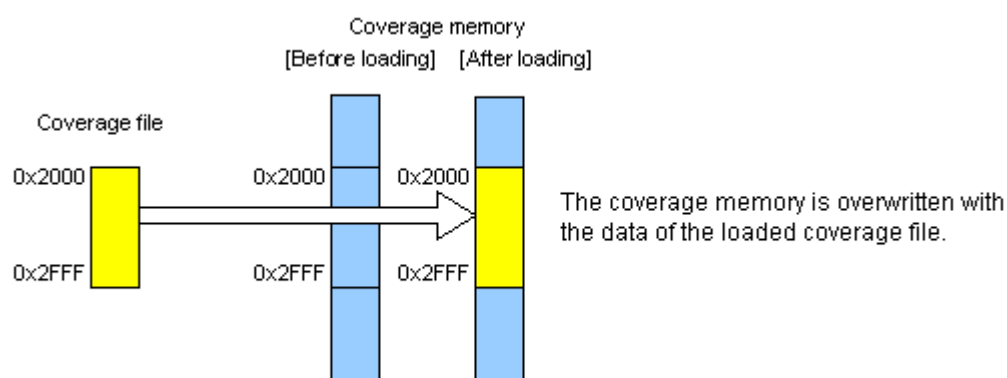 Coverage memory
[Before loading] [After loading]
Coverage file
0x2000 0x2000 0x2000
0x2FFF 0x2FFF 0x2FFF
The coverage memory is overwritten with
the data of the loaded coverage file.